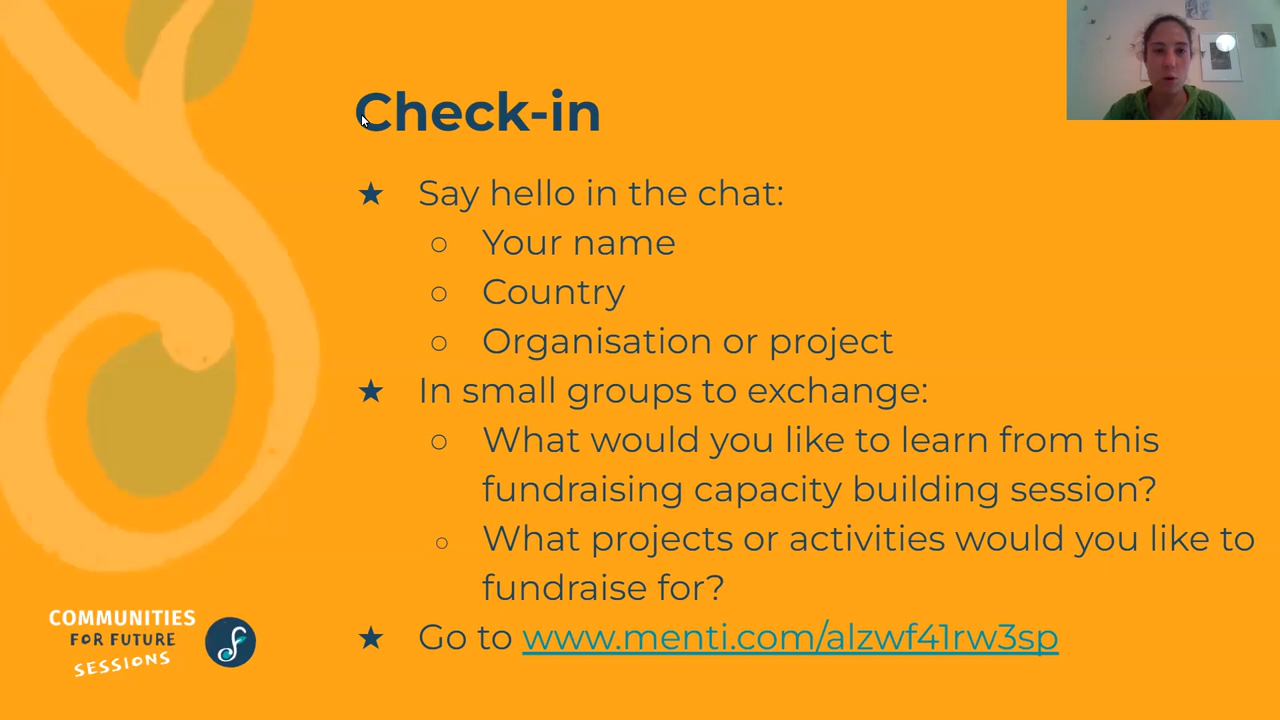 Check-in
★ Say hello in the chat:
○ Your name
○ Country
○ Organisation or project
★ In small groups to exchange:
○ What would you like to learn from this
fundraising capacity building session?
○ What projects or activities would you like to
fundraise for?
★ Go to www.menti.com/alzwf41rw3sp
COMMUNITIES
FOR FUTURE
SESSIONS